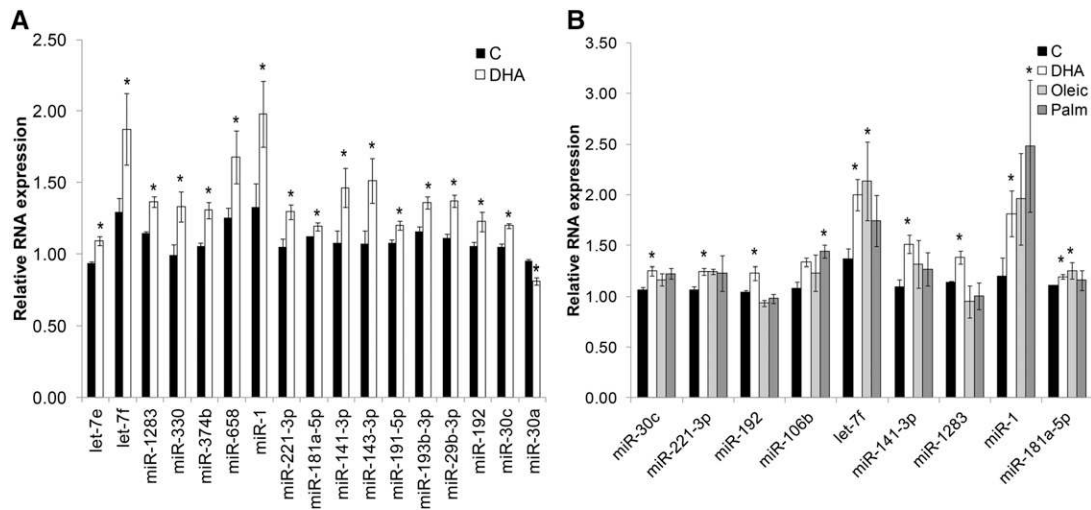 A
Relative RNA expression
2.50
2.00
1.50
1.00
0.50
0.00
C
DHA
* * * * * * * * * * * * * * * * *
let-7e
let-7f
miR-1283
miR-330
miR-374b
miR-658
miR-1
miR-221-3p
miR-181a-5p
miR-141-3p
miR-143-3p
miR-191-5p
miR-193b-3p
miR-29b-3p
miR-192
miR-30c
miR-30a
B
Relative RNA expression
3.50
3.00
2.50
2.00
1.50
1.00
0.50
0.00
C
DHA
Oleic
Palm
* * * * * * * * * * * *
miR-30c
miR-221-3p
miR-192
miR-106b
let-7f
miR-141-3p
miR-1283
miR-1
miR-181a-5p